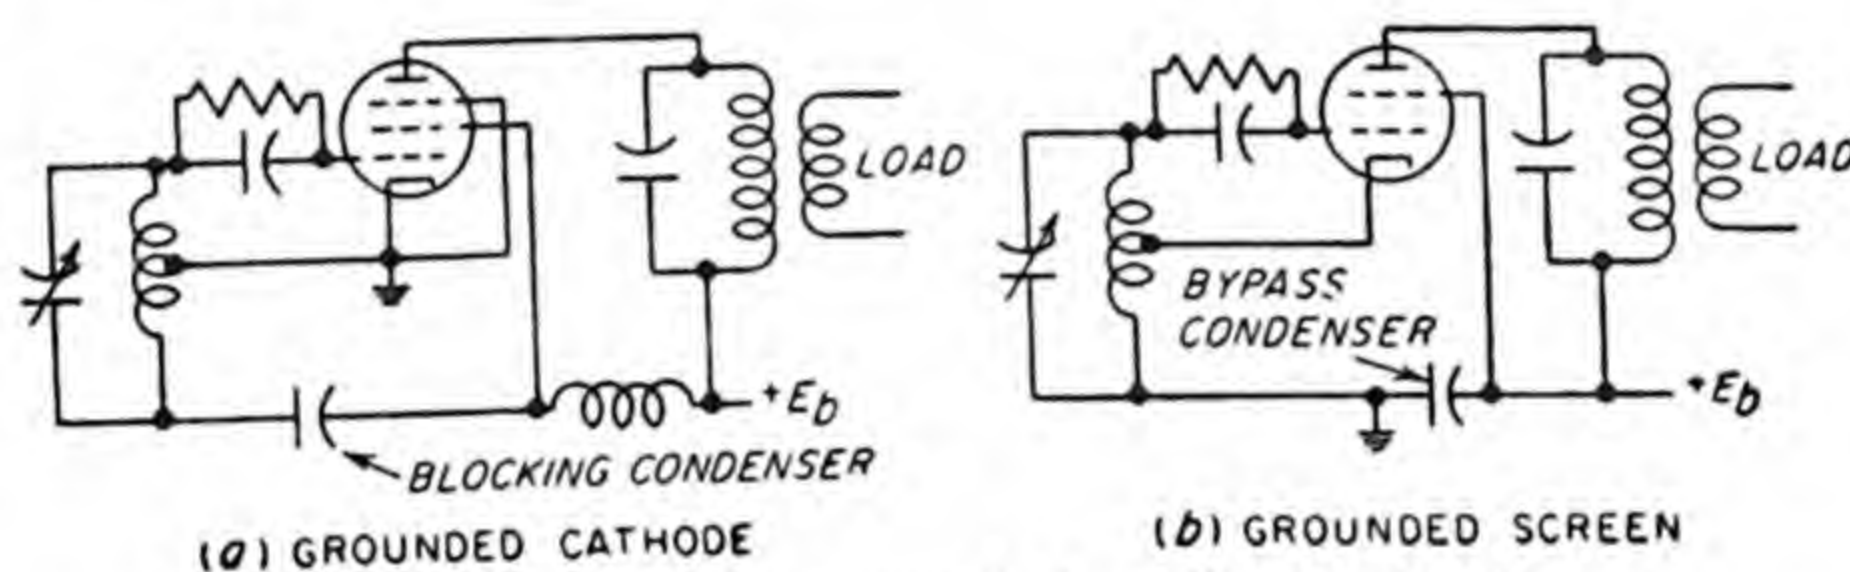 LOAD
+Eb
BLOCKING CONDENSER
(a) GROUNDED CATHODE
LOAD
BYPASS
CONDENSER
+Eb
(b) GROUNDED SCREEN